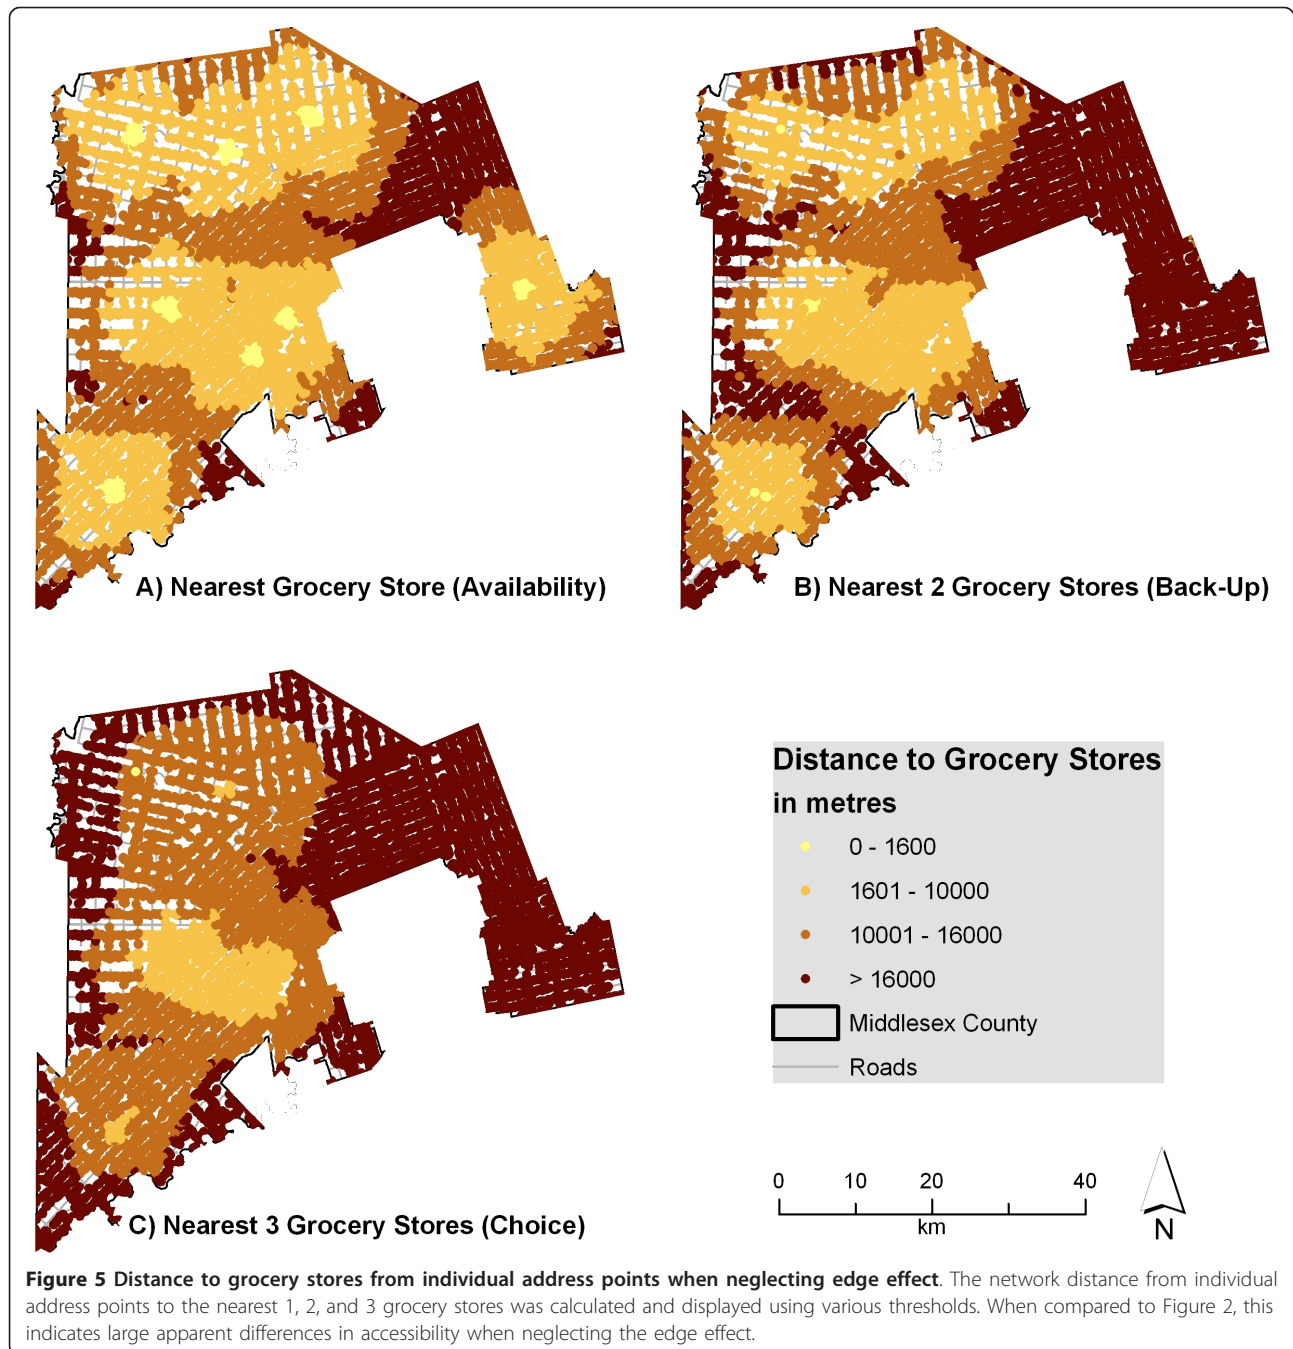 A) Nearest Grocery Store (Availability)
B) Nearest 2 Grocery Stores (Back-Up)
C) Nearest 3 Grocery Stores (Choice)
Distance to Grocery Stores
in metres
0 - 1600
1601 - 10000
10001 - 16000
> 16000
Middlesex County
Roads
0 10 20 40
km
N
Figure 5 Distance to grocery stores from individual address points when neglecting edge effect. The network distance from individual
address points to the nearest 1, 2, and 3 grocery stores was calculated and displayed using various thresholds. When compared to Figure 2, this
indicates large apparent differences in accessibility when neglecting the edge effect.